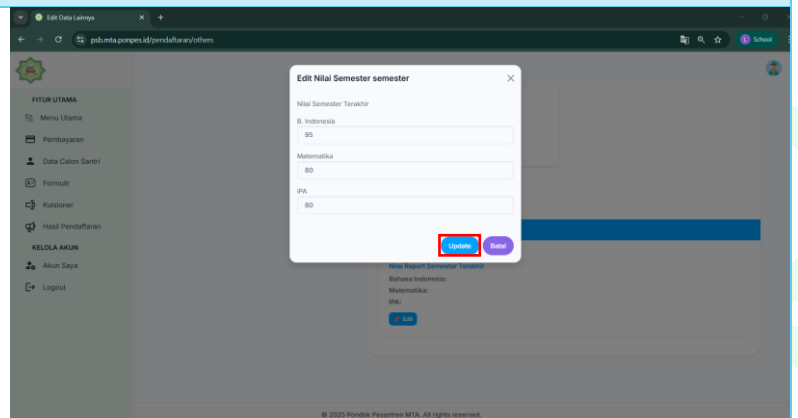 Edit Data Lainnya
psb.mta.ponpes.id/pendaftaran/others
School
FITUR UTAMA
Menu Utama
Pembayaran
Data Calon Santri
Formulir
Kuisioner
Hasil Pendaftaran
KELOLA AKUN
Akun Saya
Logout
Edit Nilai Semester semester
Nilai Semester Terakhir
B. Indonesia
95
Matematika
80
IPA
80
Update Batal
Nilai Raport Semester Terakhir
Bahasa Indonesia:
Matematika:
IPA:
Edit
© 2025 Pondok Pesantren MTA. All rights reserved.